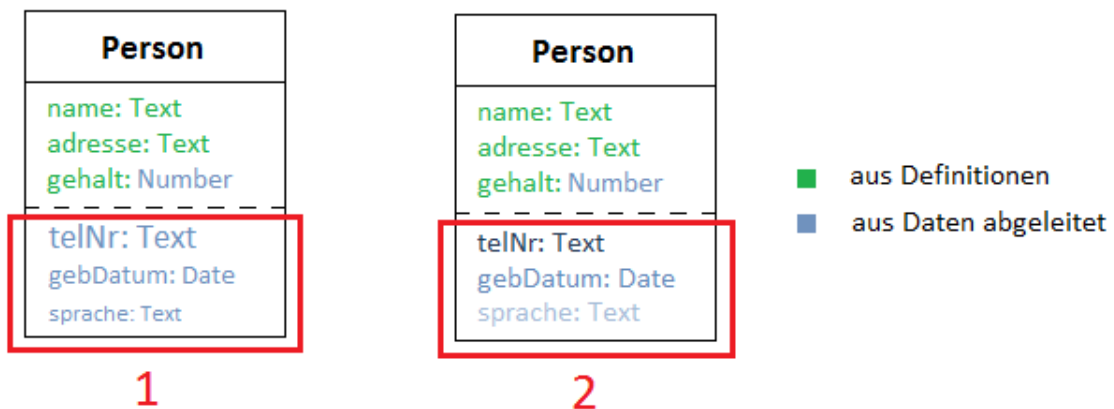 Person
name: Text
adresse: Text
gehalt: Number
telNr: Text
gebDatum: Date
sprache: Text
1
Person
name: Text
adresse: Text
gehalt: Number
telNr: Text
gebDatum: Date
sprache: Text
2
aus Definitionen
aus Daten abgeleitet